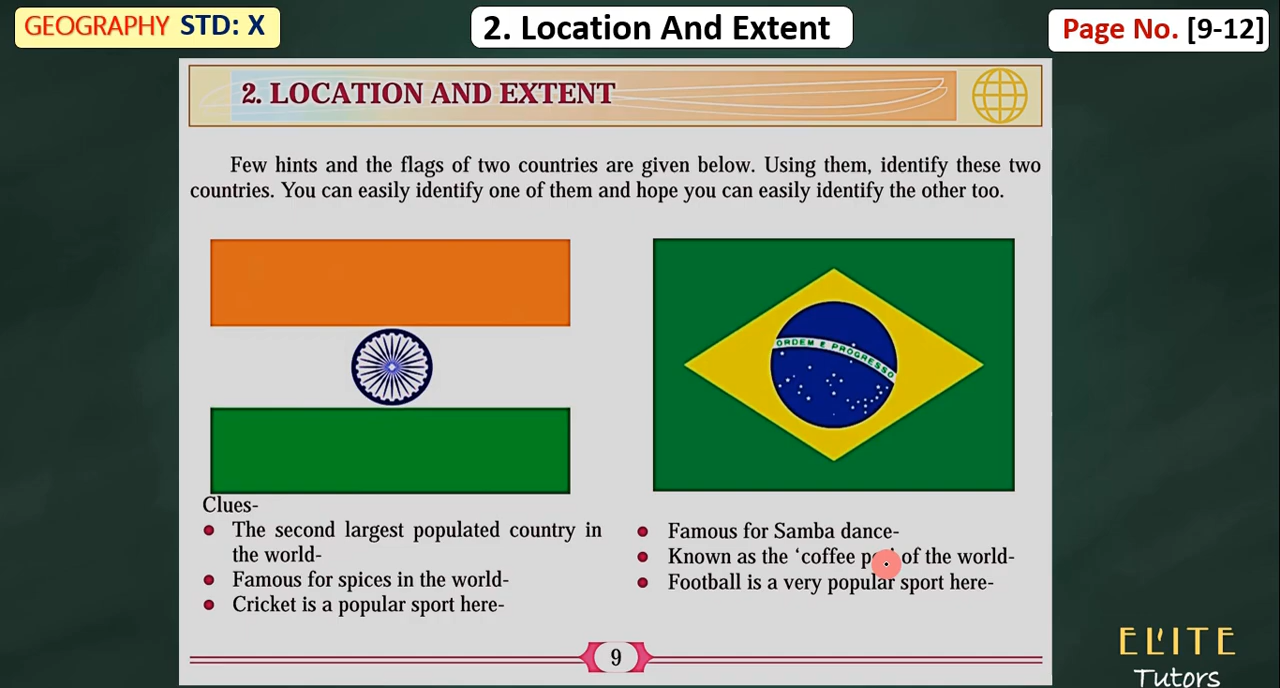 GEOGRAPHY STD: X
2. Location And Extent
Page No. [9-12]
2. LOCATION AND EXTENT
Few hints and the flags of two countries are given below. Using them, identify these two
countries. You can easily identify one of them and hope you can easily identify the other too.
ORDEM E PROGRESSO
Clues-
The second largest populated country in
the world-
Famous for spices in the world-
Cricket is a popular sport here-
Famous for Samba dance-
Known as the ‘coffee of the world-
Football is a very popular sport here-
9
ELITE
Tutors